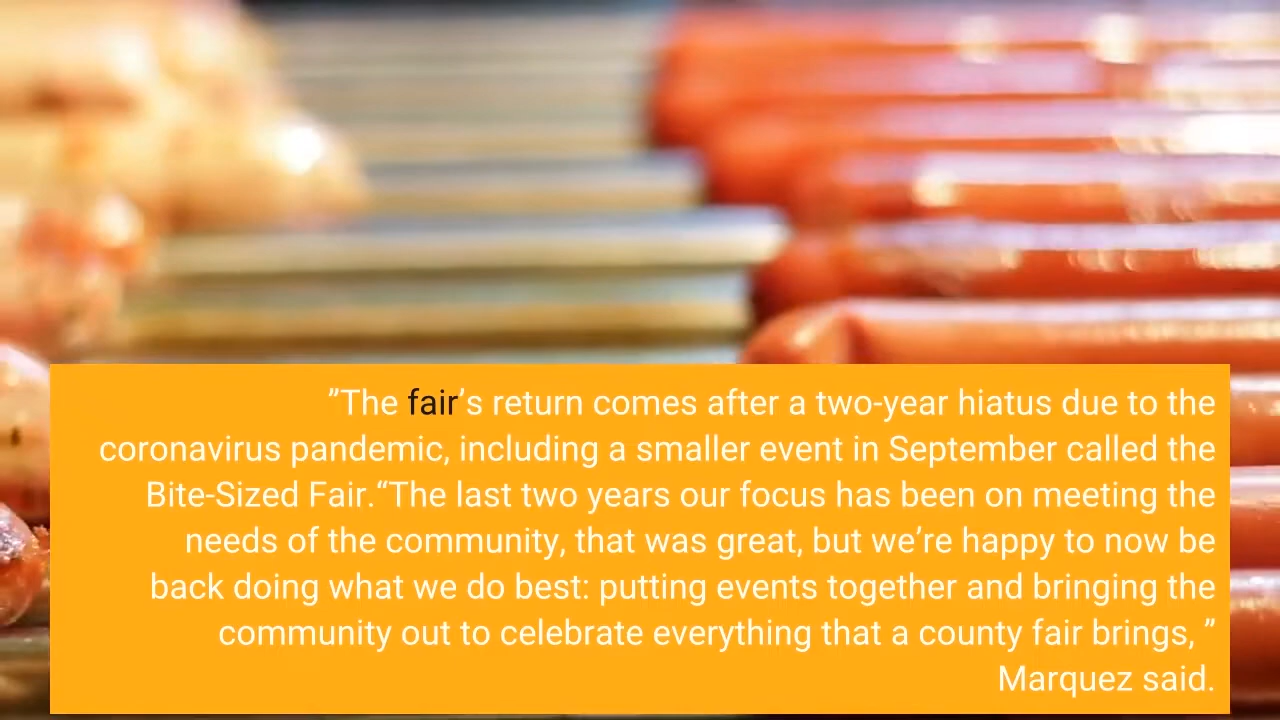 ”The fair’s return comes after a two-year hiatus due to the
coronavirus pandemic, including a smaller event in September called the
Bite-Sized Fair.“The last two years our focus has been on meeting the
needs of the community, that was great, but we’re happy to now be
back doing what we do best: putting events together and bringing the
community out to celebrate everything that a county fair brings, ”
Marquez said.